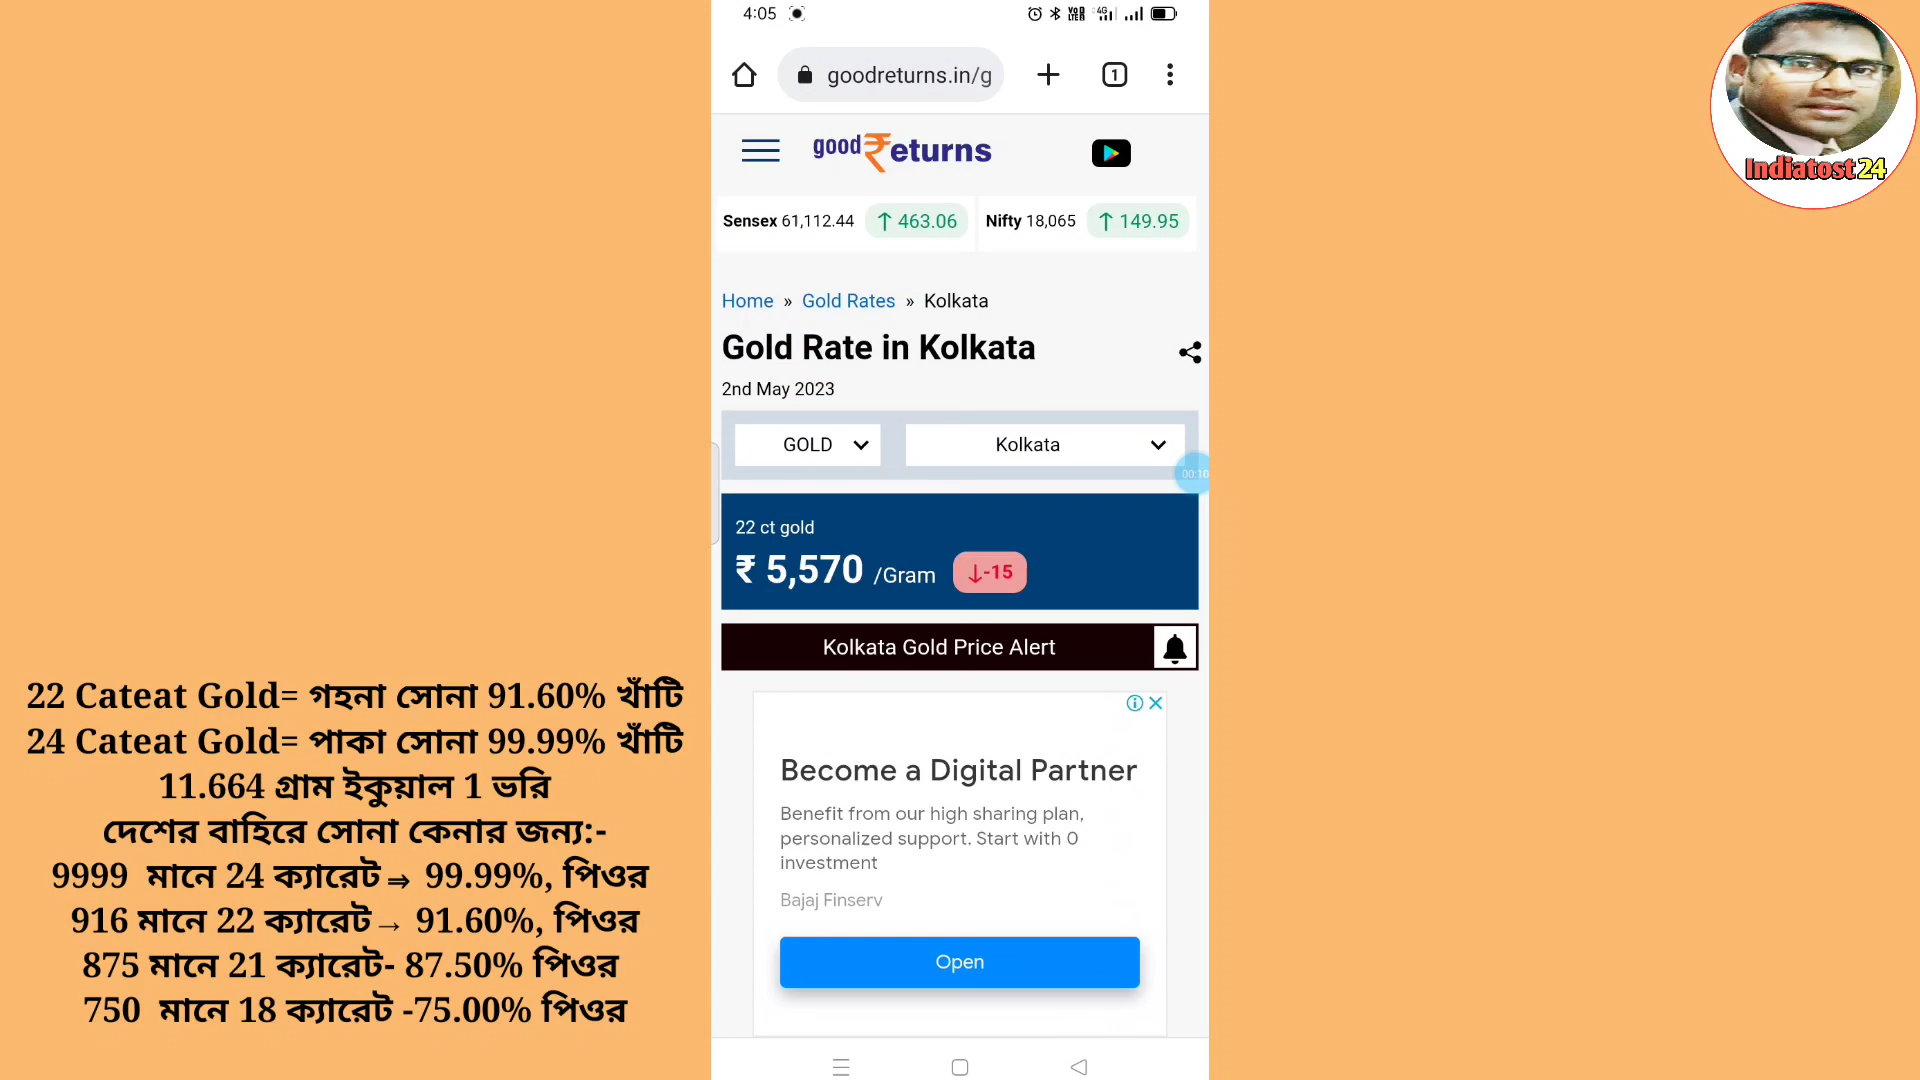 4:05
goodreturns.in/g
1
goodreturns
Sensex 61,112.44 ↑ 463.06 Nifty 18,065 ↑ 149.95
Home » Gold Rates » Kolkata
Gold Rate in Kolkata
2nd May 2023
GOLD Kolkata
00:10
22 ct gold
₹ 5,570 /Gram ↓-15
Kolkata Gold Price Alert
Become a Digital Partner
Benefit from our high sharing plan,
personalized support. Start with 0
investment
Bajaj Finserv
Open
22 Cateat Gold= গহনা সোনা 91.60% খাঁটি
24 Cateat Gold= পাকা সোনা 99.99% খাঁটি
11.664 গ্রাম ইকুয়াল 1 ভরি
দেশের বাহিরে সোনা কেনার জন্য:-
9999 মানে 24 ক্যারেট⇒ 99.99%, পিওর
916 মানে 22 ক্যারেট→ 91.60%, পিওর
875 মানে 21 ক্যারেট- 87.50% পিওর
750 মানে 18 ক্যারেট -75.00% পিওর
Indiatost24